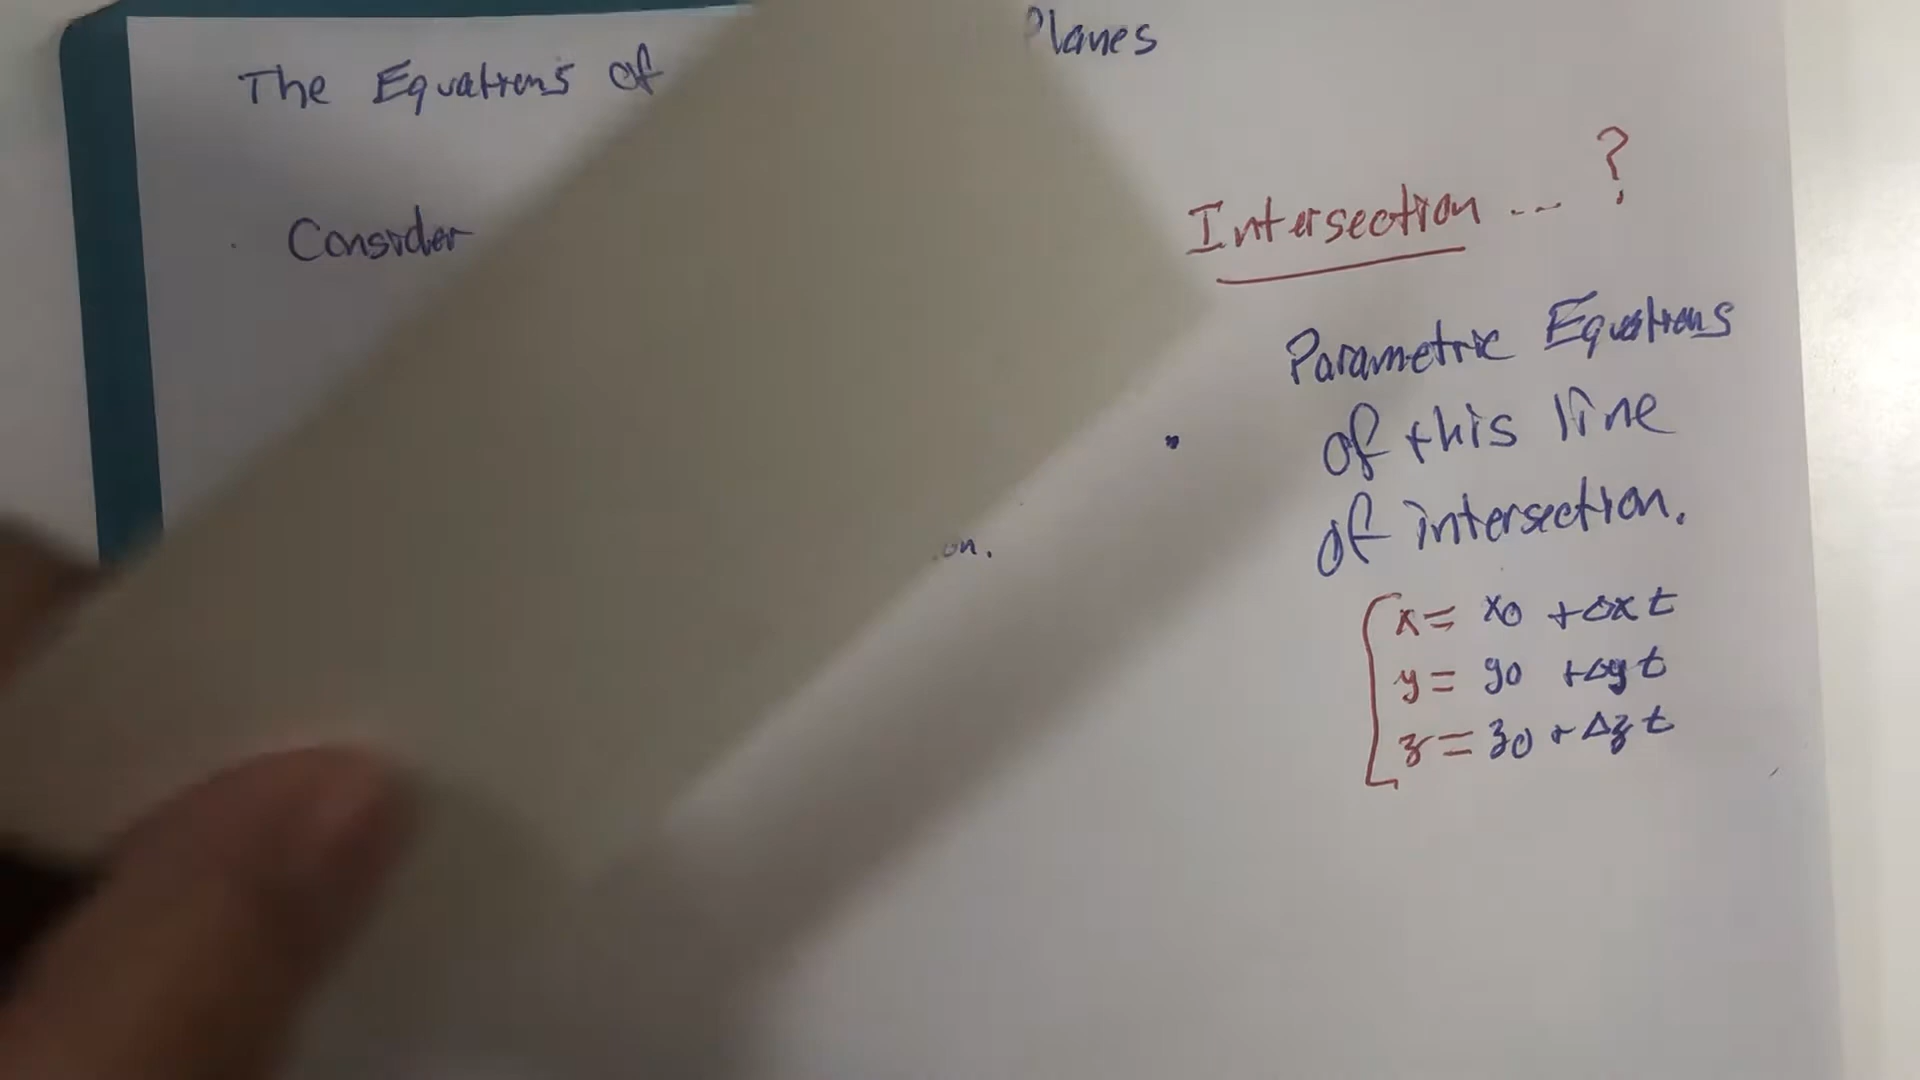 The Equations of Planes
Consider
on.
Intersection ... ?
Parametric Equations
of this line
of intersection.
x = x0 + Δx t
y = y0 + Δy t
z = z0 + Δz t